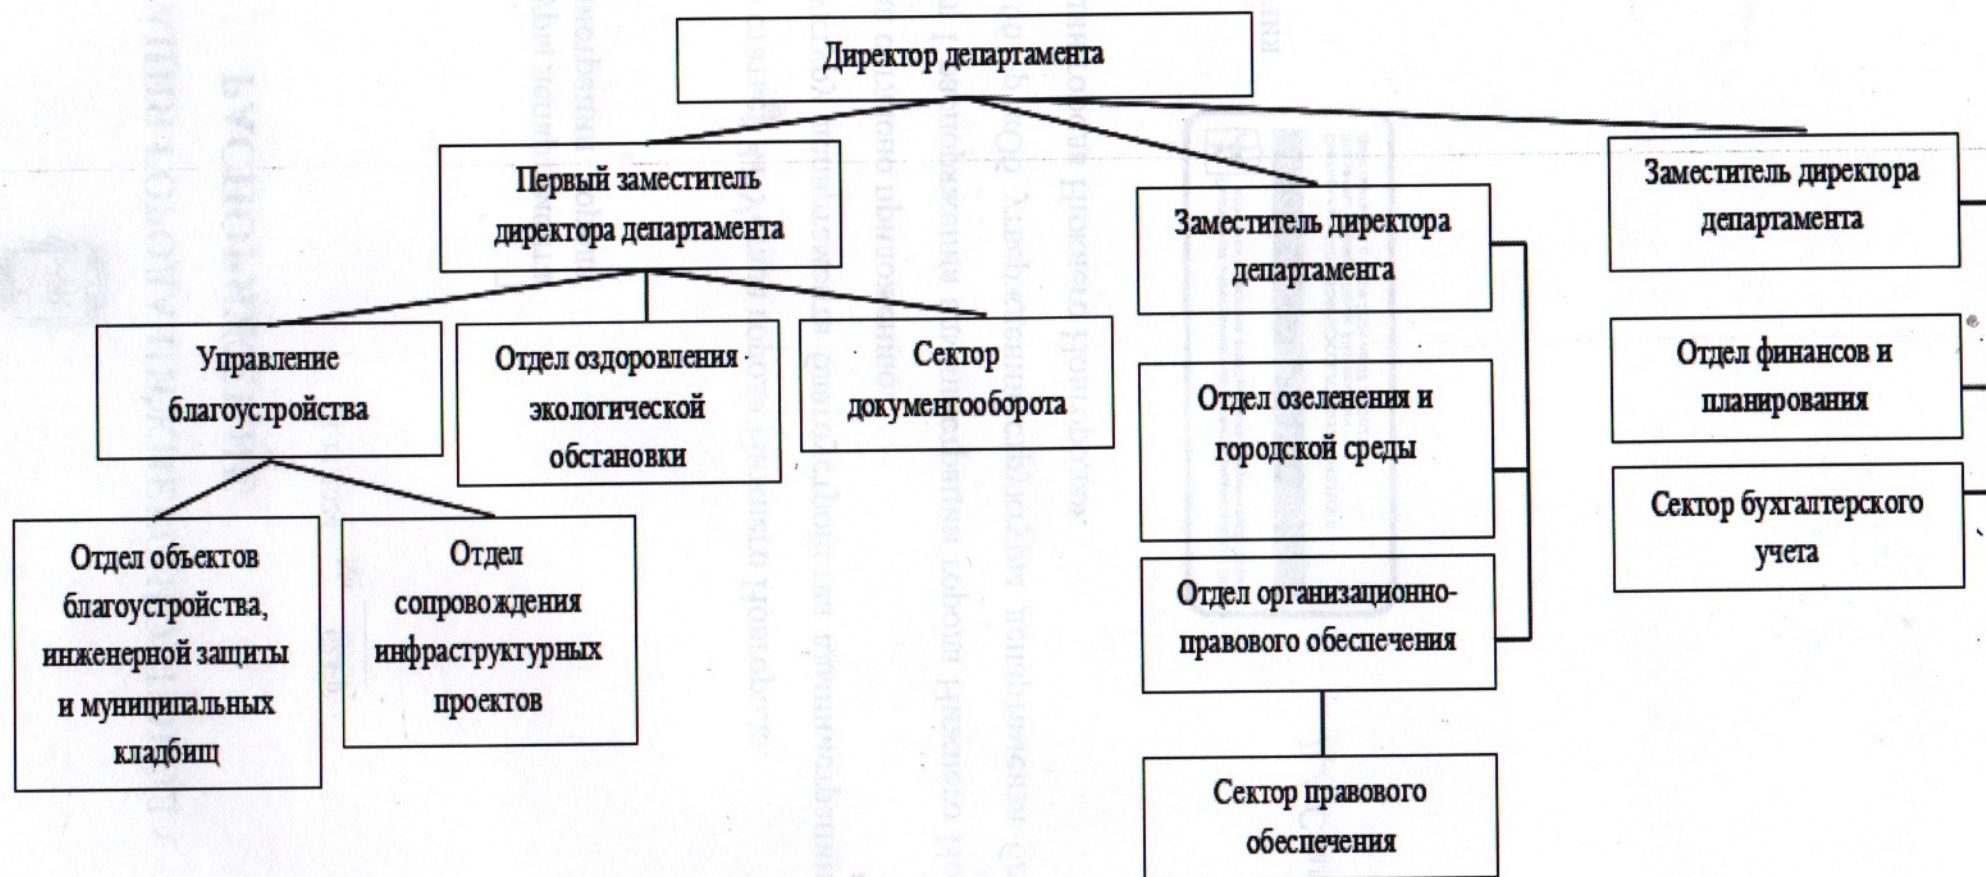 Директор департамента
Первый заместитель
директора департамента
Заместитель директора
департамента
Заместитель директора
департамента
Управление
благоустройства
Отдел оздоровления
экологической
обстановки
Сектор
документооборота
Отдел озеленения и
городской среды
Отдел финансов и
планирования
Отдел объектов
благоустройства,
инженерной защиты
и муниципальных
кладбищ
Отдел
сопровождения
инфраструктурных
проектов
Отдел организационно-
правового обеспечения
Сектор бухгалтерского
учета
Сектор правового
обеспечения